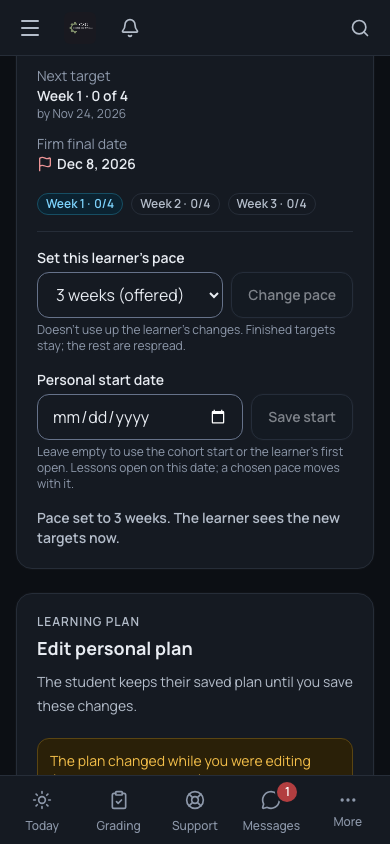 Next target
Week 1 · 0 of 4
by Nov 24, 2026
Firm final date
Dec 8, 2026
Week 1 · 0/4 Week 2 · 0/4 Week 3 · 0/4
Set this learner's pace
3 weeks (offered) Change pace
Doesn't use up the learner's changes. Finished targets
stay; the rest are respread.
Personal start date
mm/dd/yyyy Save start
Leave empty to use the cohort start or the learner's first
open. Lessons open on this date; a chosen pace moves
with it.
Pace set to 3 weeks. The learner sees the new
targets now.
LEARNING PLAN
Edit personal plan
The student keeps their saved plan until you save
these changes.
The plan changed while you were editing
1
Today Grading Support Messages More